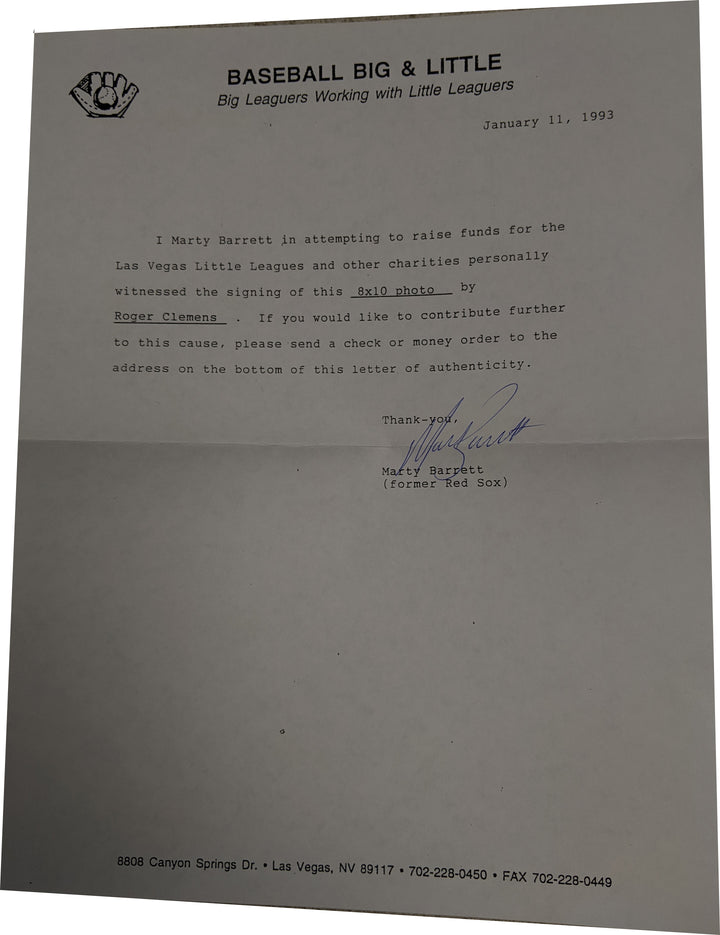 BASEBALL BIG & LITTLE
Big Leaguers Working with Little Leaguers
January 11, 1993
I Marty Barrett in attempting to raise funds for the
Las Vegas Little Leagues and other charities personally
witnessed the signing of this 8x10 photo by
Roger Clemens . If you would like to contribute further
to this cause, please send a check or money order to the
address on the bottom of this letter of authenticity.
Thank-you,
Marty Barrett
Marty Barrett
(former Red Sox)
8808 Canyon Springs Dr. • Las Vegas, NV 89117 • 702-228-0450 • FAX 702-228-0449